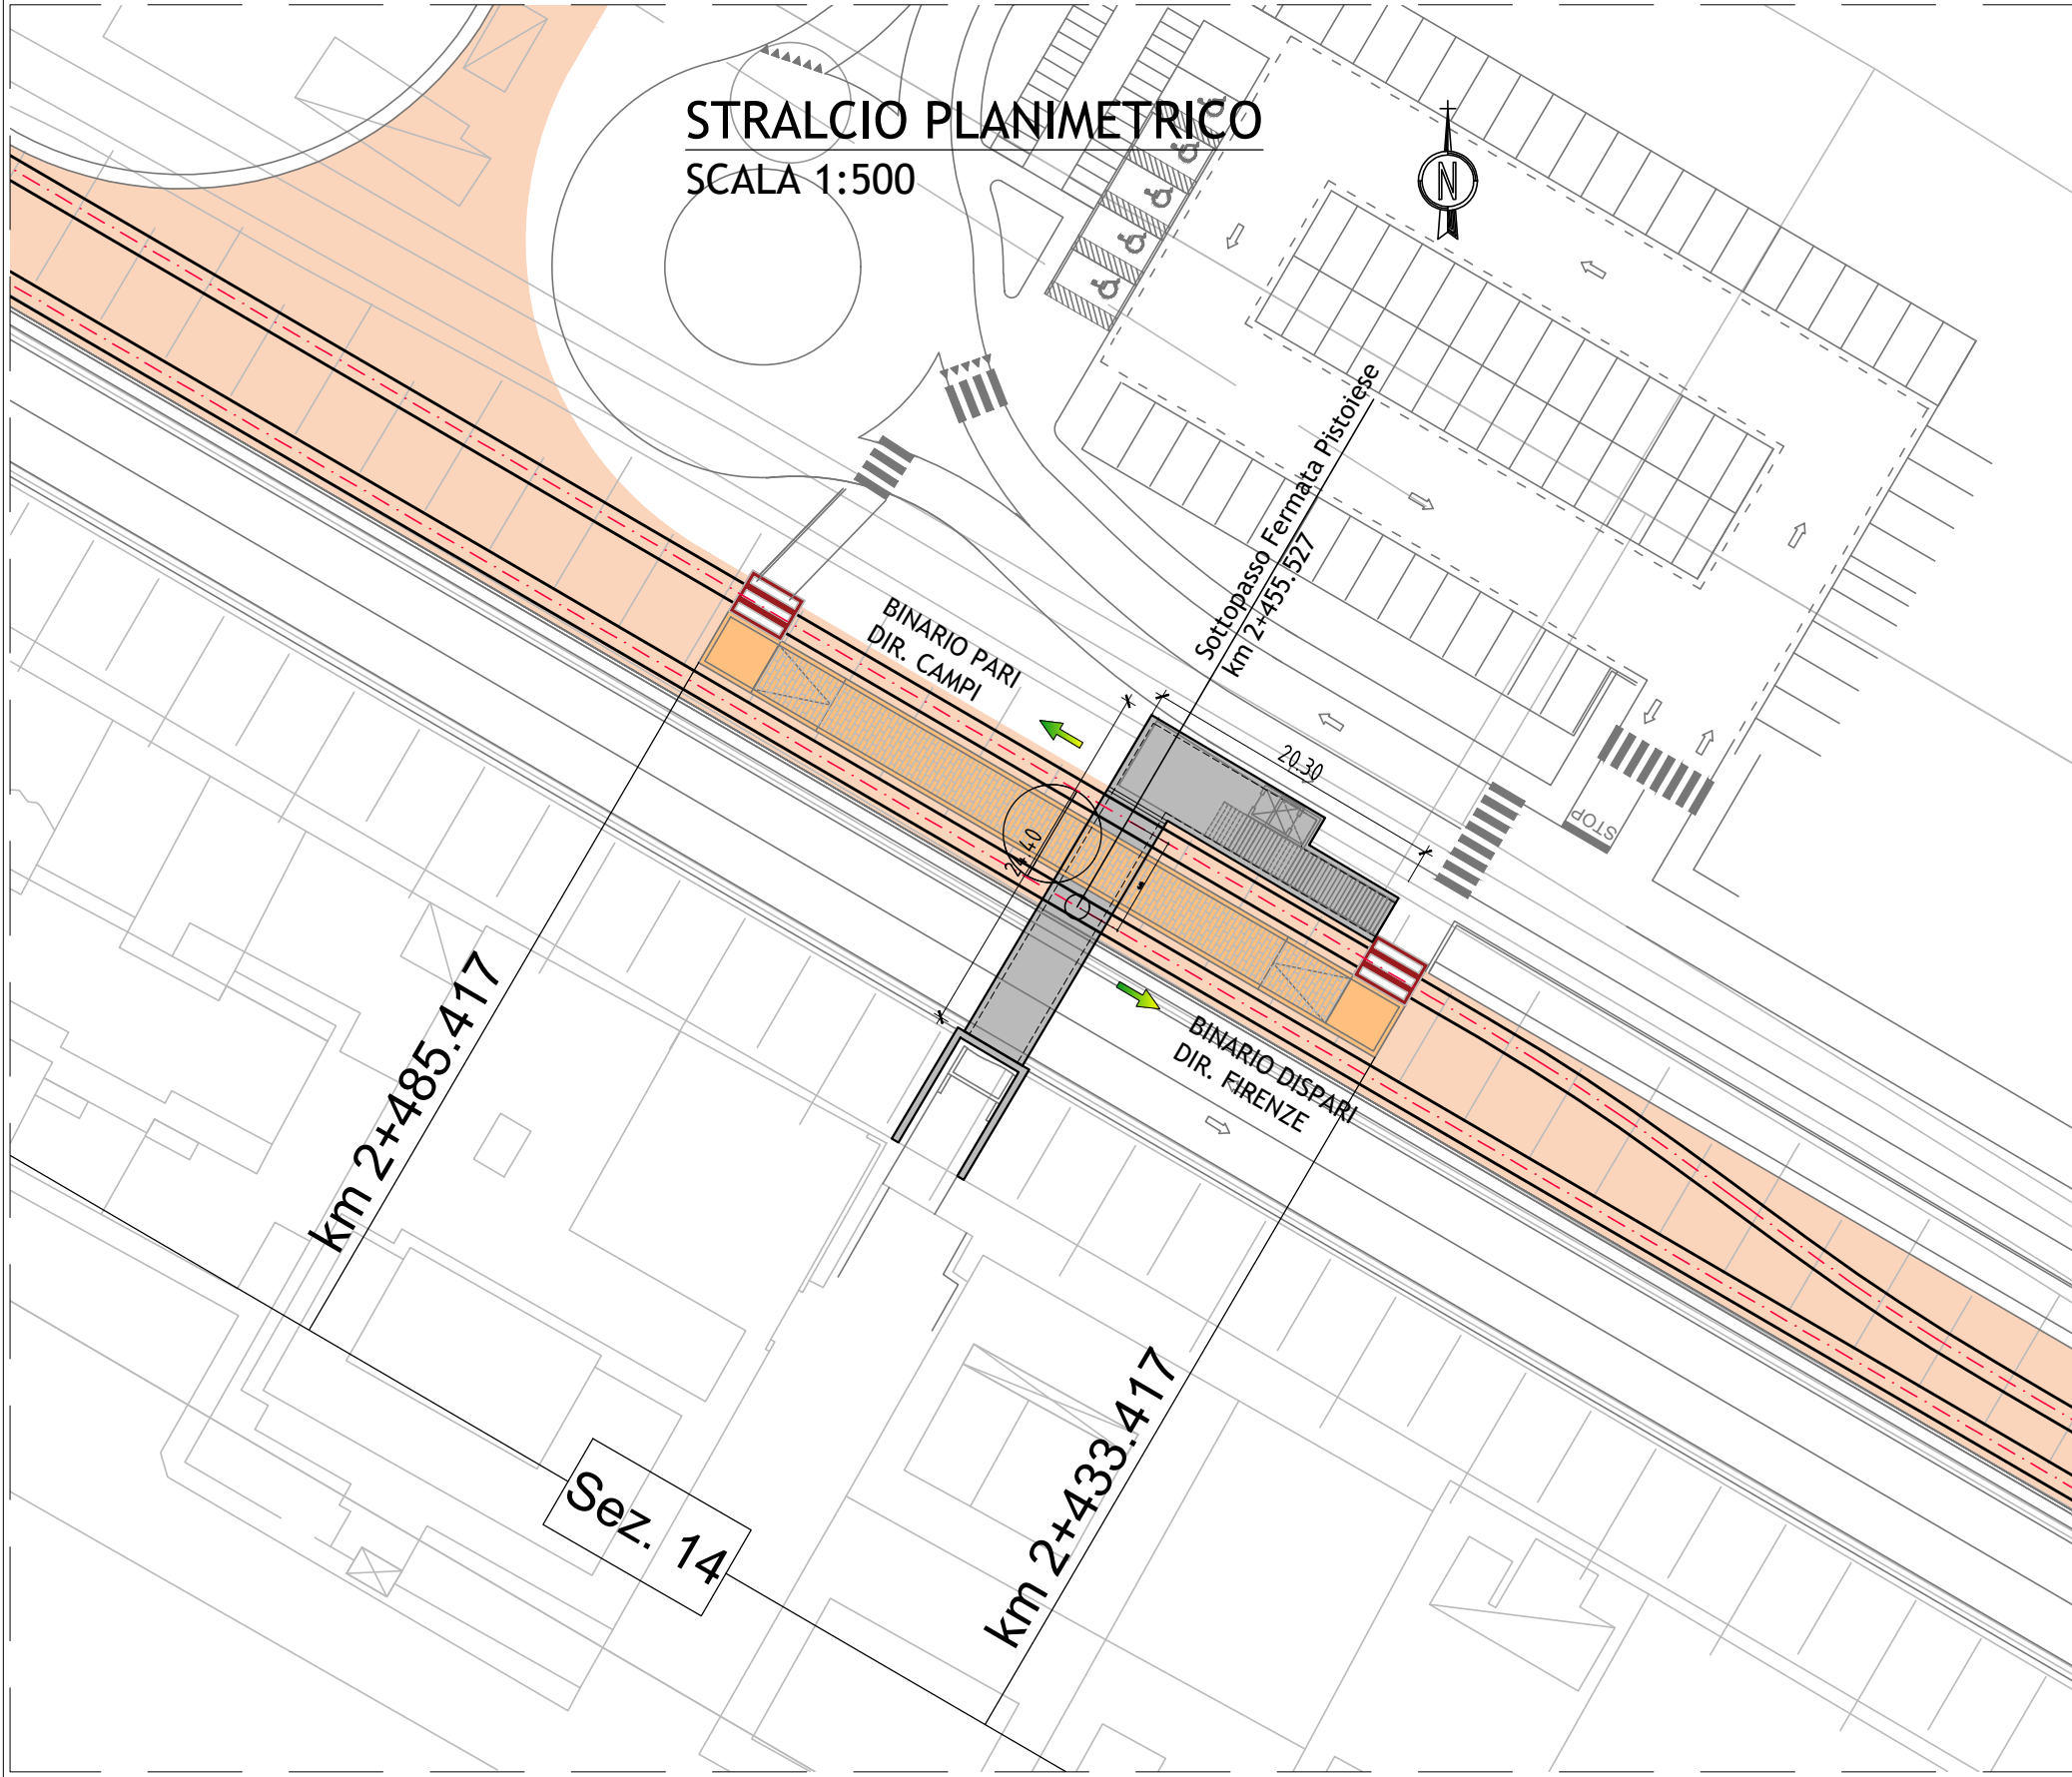 STRALCIO PLANIMETRICO
SCALA 1:500
N
Sottopasso Fermata Pistoiese
km 2+455.527
BINARIO PARI
DIR. CAMPI
20.30
24.40
STOP
BINARIO DISPARI
DIR. FIRENZE
km 2+485.417
km 2+433.417
Sez. 14